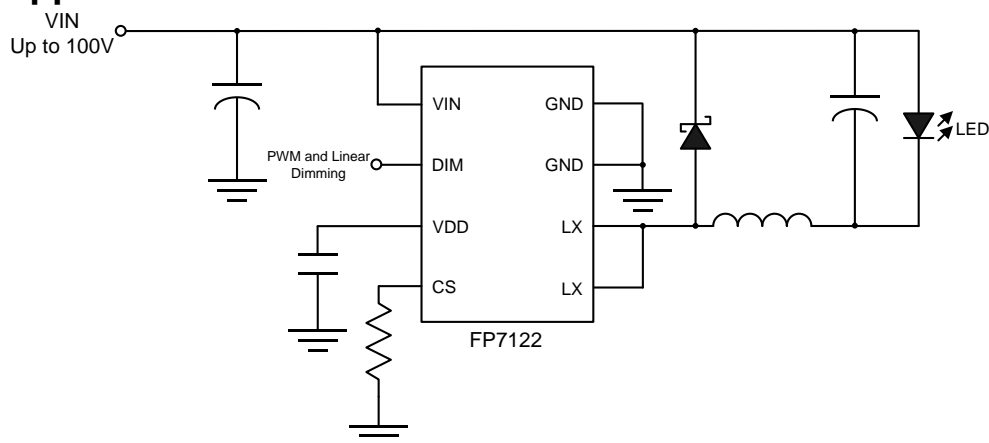 VIN
Up to 100V
VIN
GND
PWM and Linear
Dimming
DIM
GND
LED
VDD
LX
CS
LX
FP7122